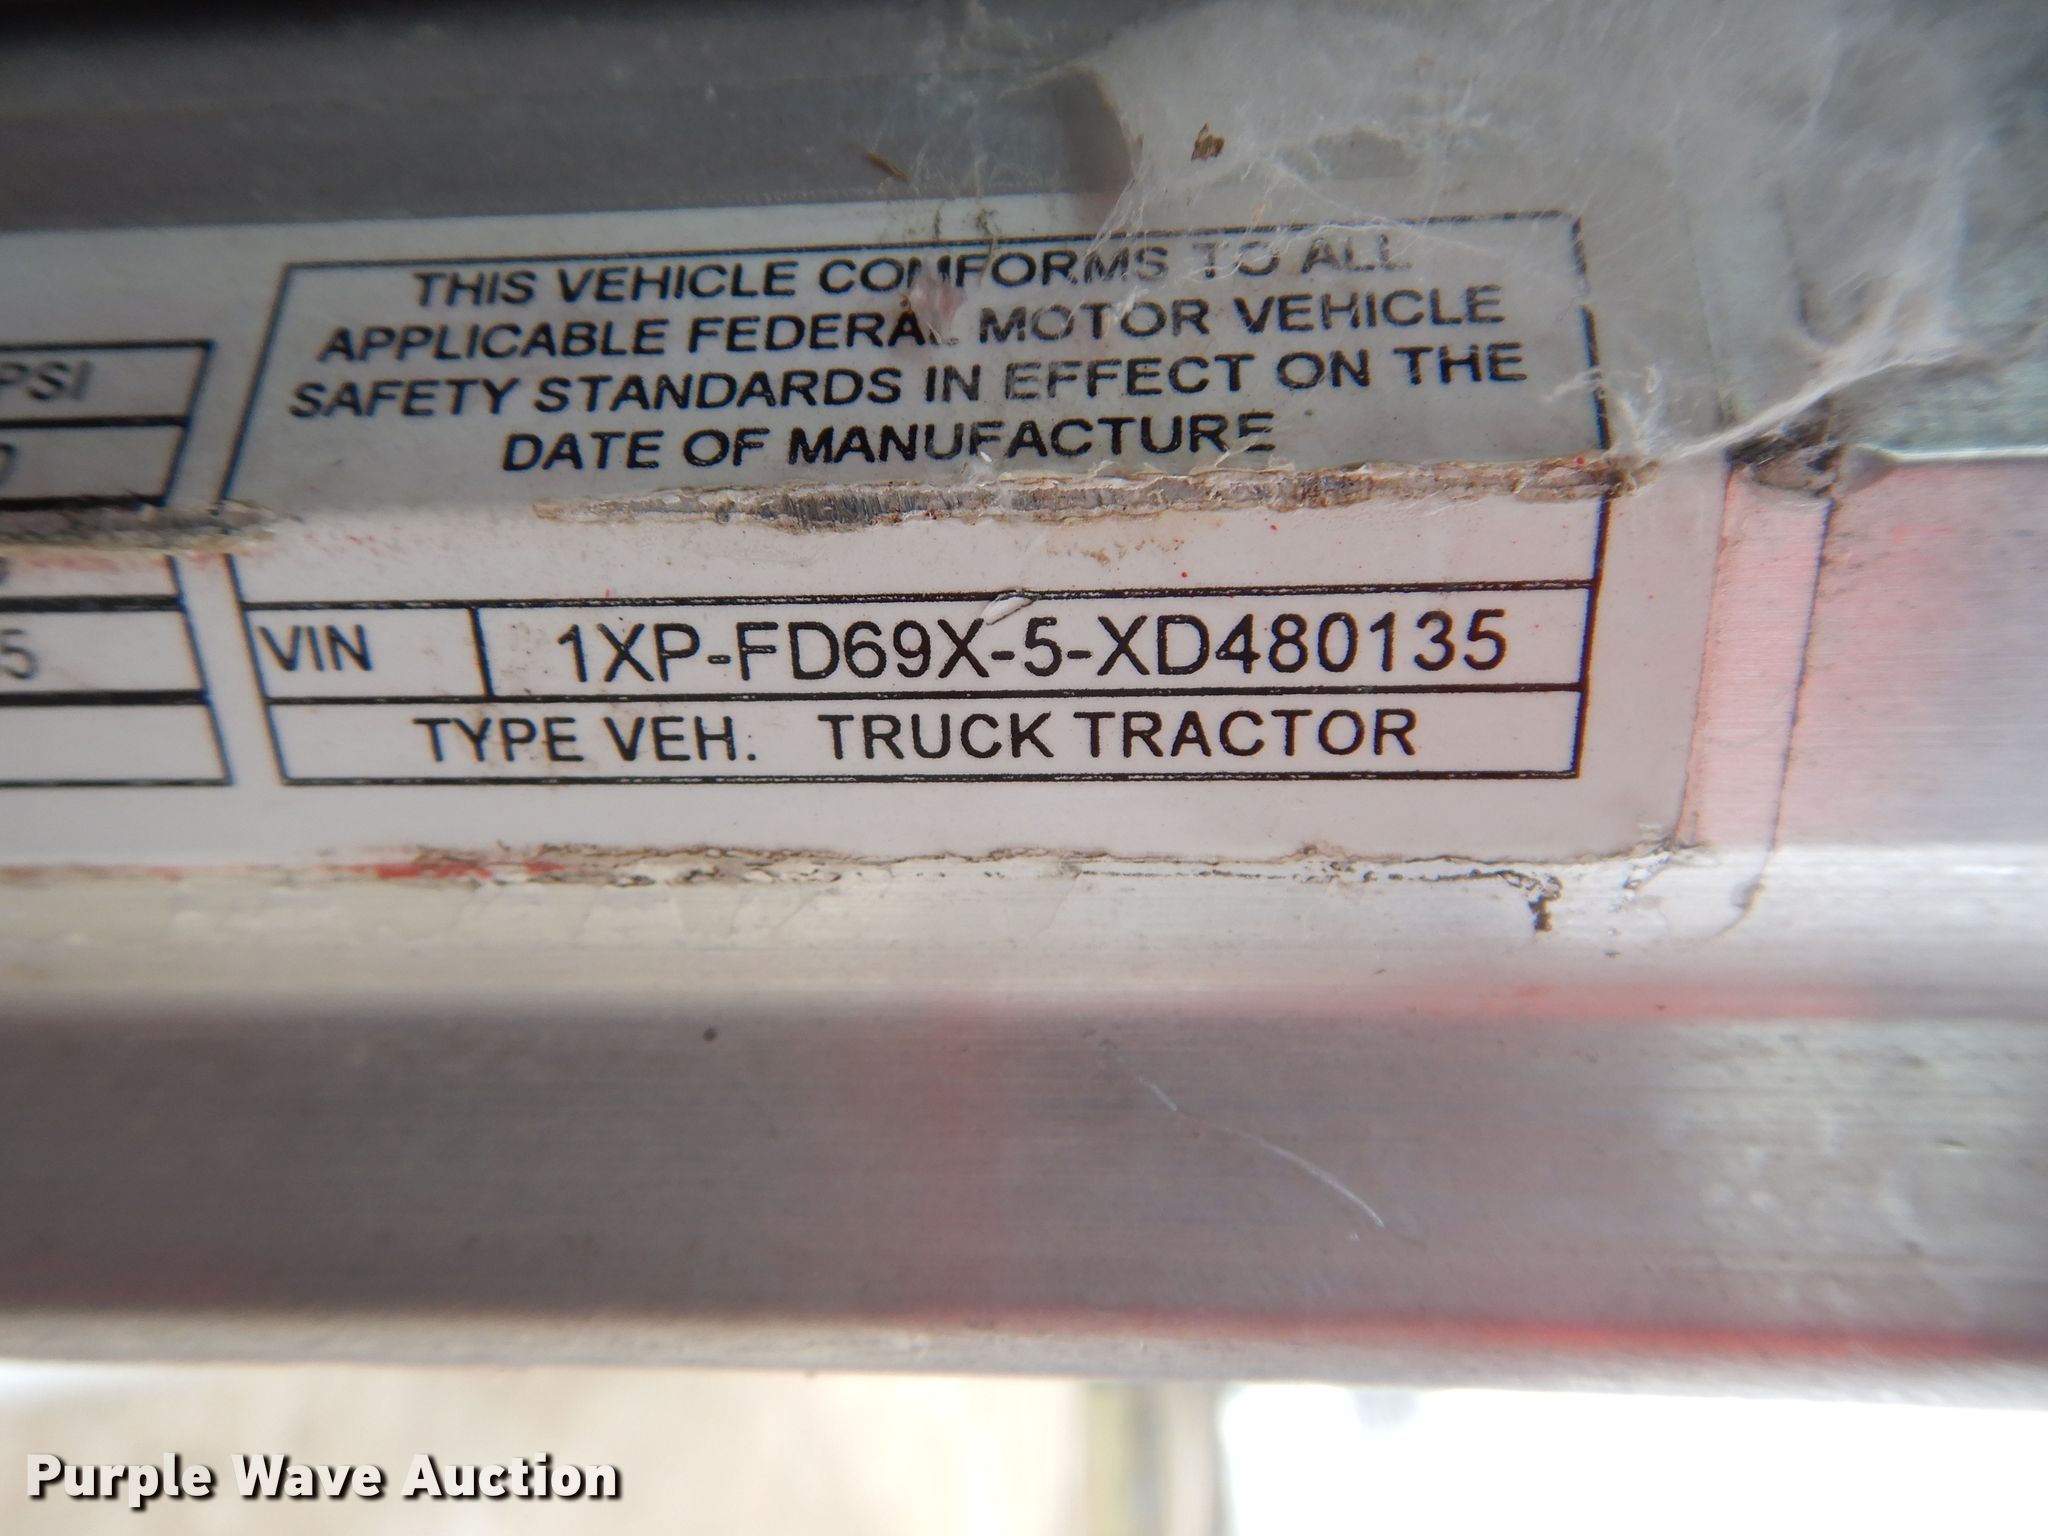 THIS VEHICLE CONFORMS TO ALL
APPLICABLE FEDERAL MOTOR VEHICLE
SAFETY STANDARDS IN EFFECT ON THE
DATE OF MANUFACTURE
PSI
VIN 1XP-FD69X-5-XD480135
TYPE VEH. TRUCK TRACTOR
Purple Wave Auction